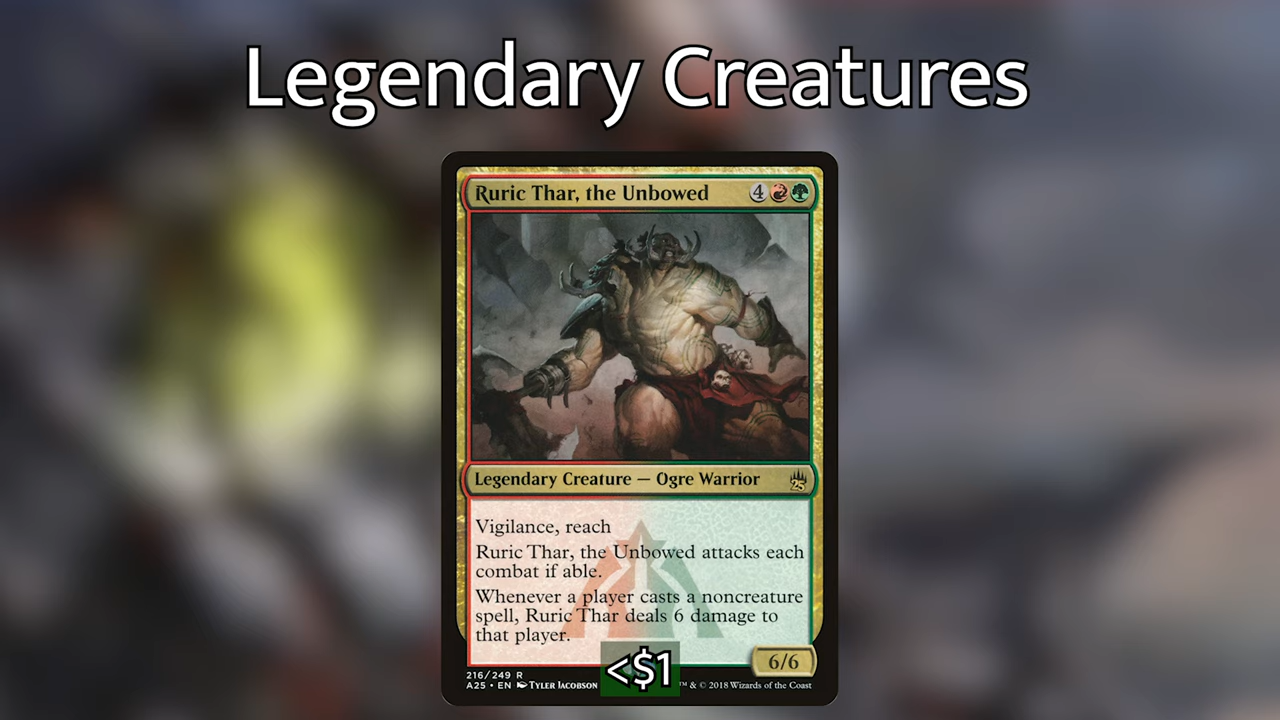 Legendary Creatures
Ruric Thar, the Unbowed 4
Legendary Creature — Ogre Warrior
25
Vigilance, reach
Ruric Thar, the Unbowed attacks each
combat if able.
Whenever a player casts a noncreature
spell, Ruric Thar deals 6 damage to
that player.
<$1
6/6
216/249 R
A25 • EN Tyler Jacobson ™ & © 2018 Wizards of the Coast